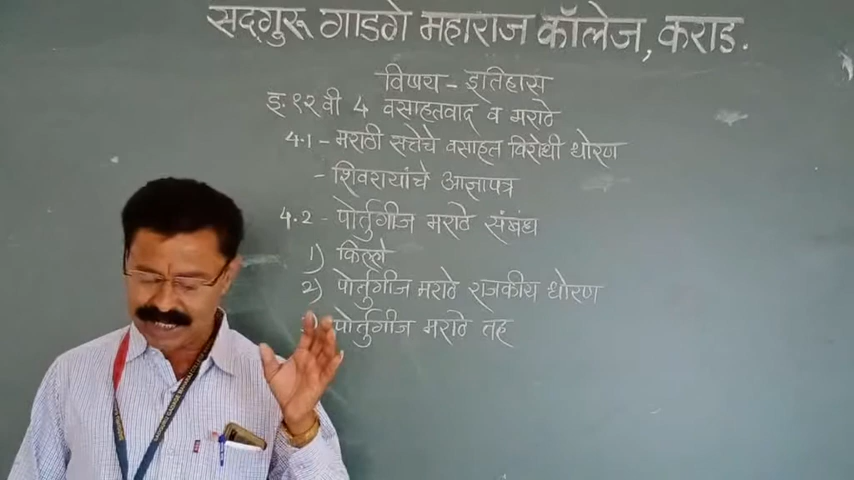 सद्गुरू गाडगे महाराज कॉलेज, कराड.
विषय - इतिहास
इ. १२ वी 4 वसाहतवाद व मराठे
4.1 - मराठी सत्तेचे वसाहत विरोधी धोरण
- शिवरायांचे आज्ञापत्र
4.2 - पोर्तुगीज मराठे संबंध
1) किल्ले
2) पोर्तुगीज मराठे राजकीय धोरण
पोर्तुगीज मराठे तह